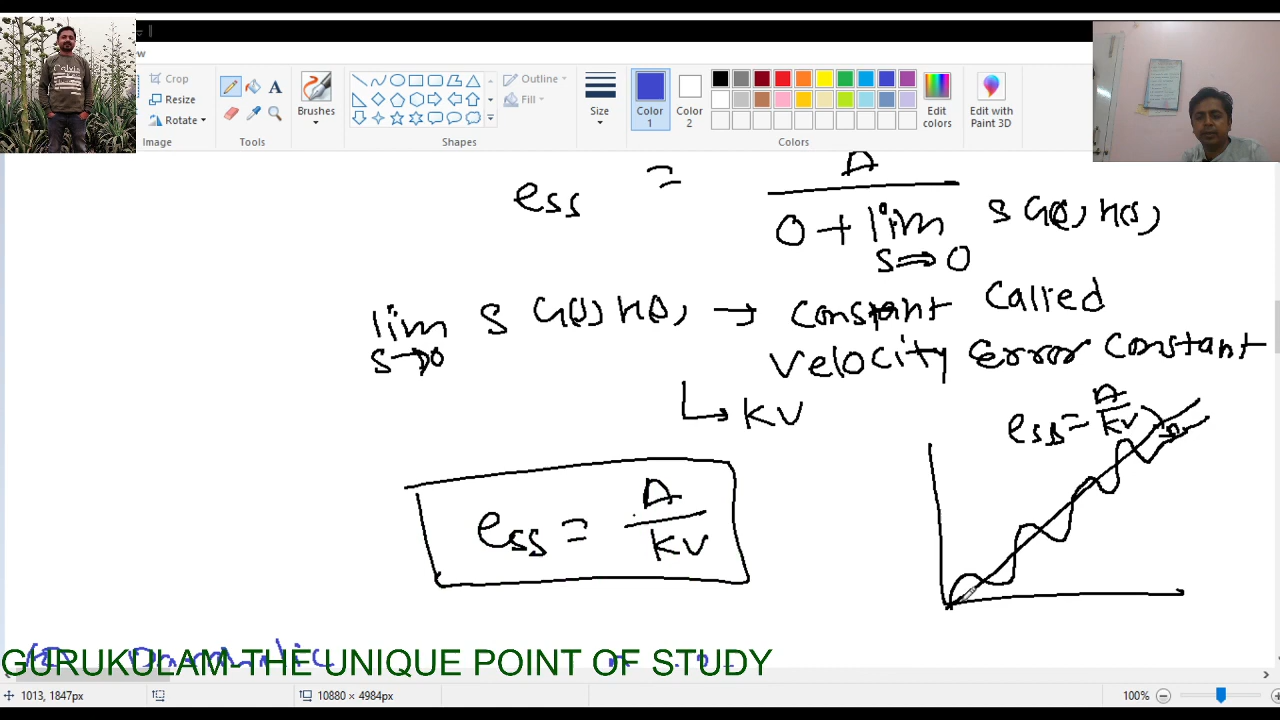 Crop
Resize
Rotate
Image
Tools
Brushes
Shapes
Outline
Fill
Size
Color 1
Color 2
Colors
Edit colors
Edit with Paint 3D
ess = A / 0 + lim s→0 s G(s) H(s)
lim s→0 s G(s) H(s) → constant called
velocity error constant
↳ KV
ess = A/KV
ess = A/KV
GURUKULAM-THE UNIQUE POINT OF STUDY
1013, 1847px
10880 × 4984px
100%